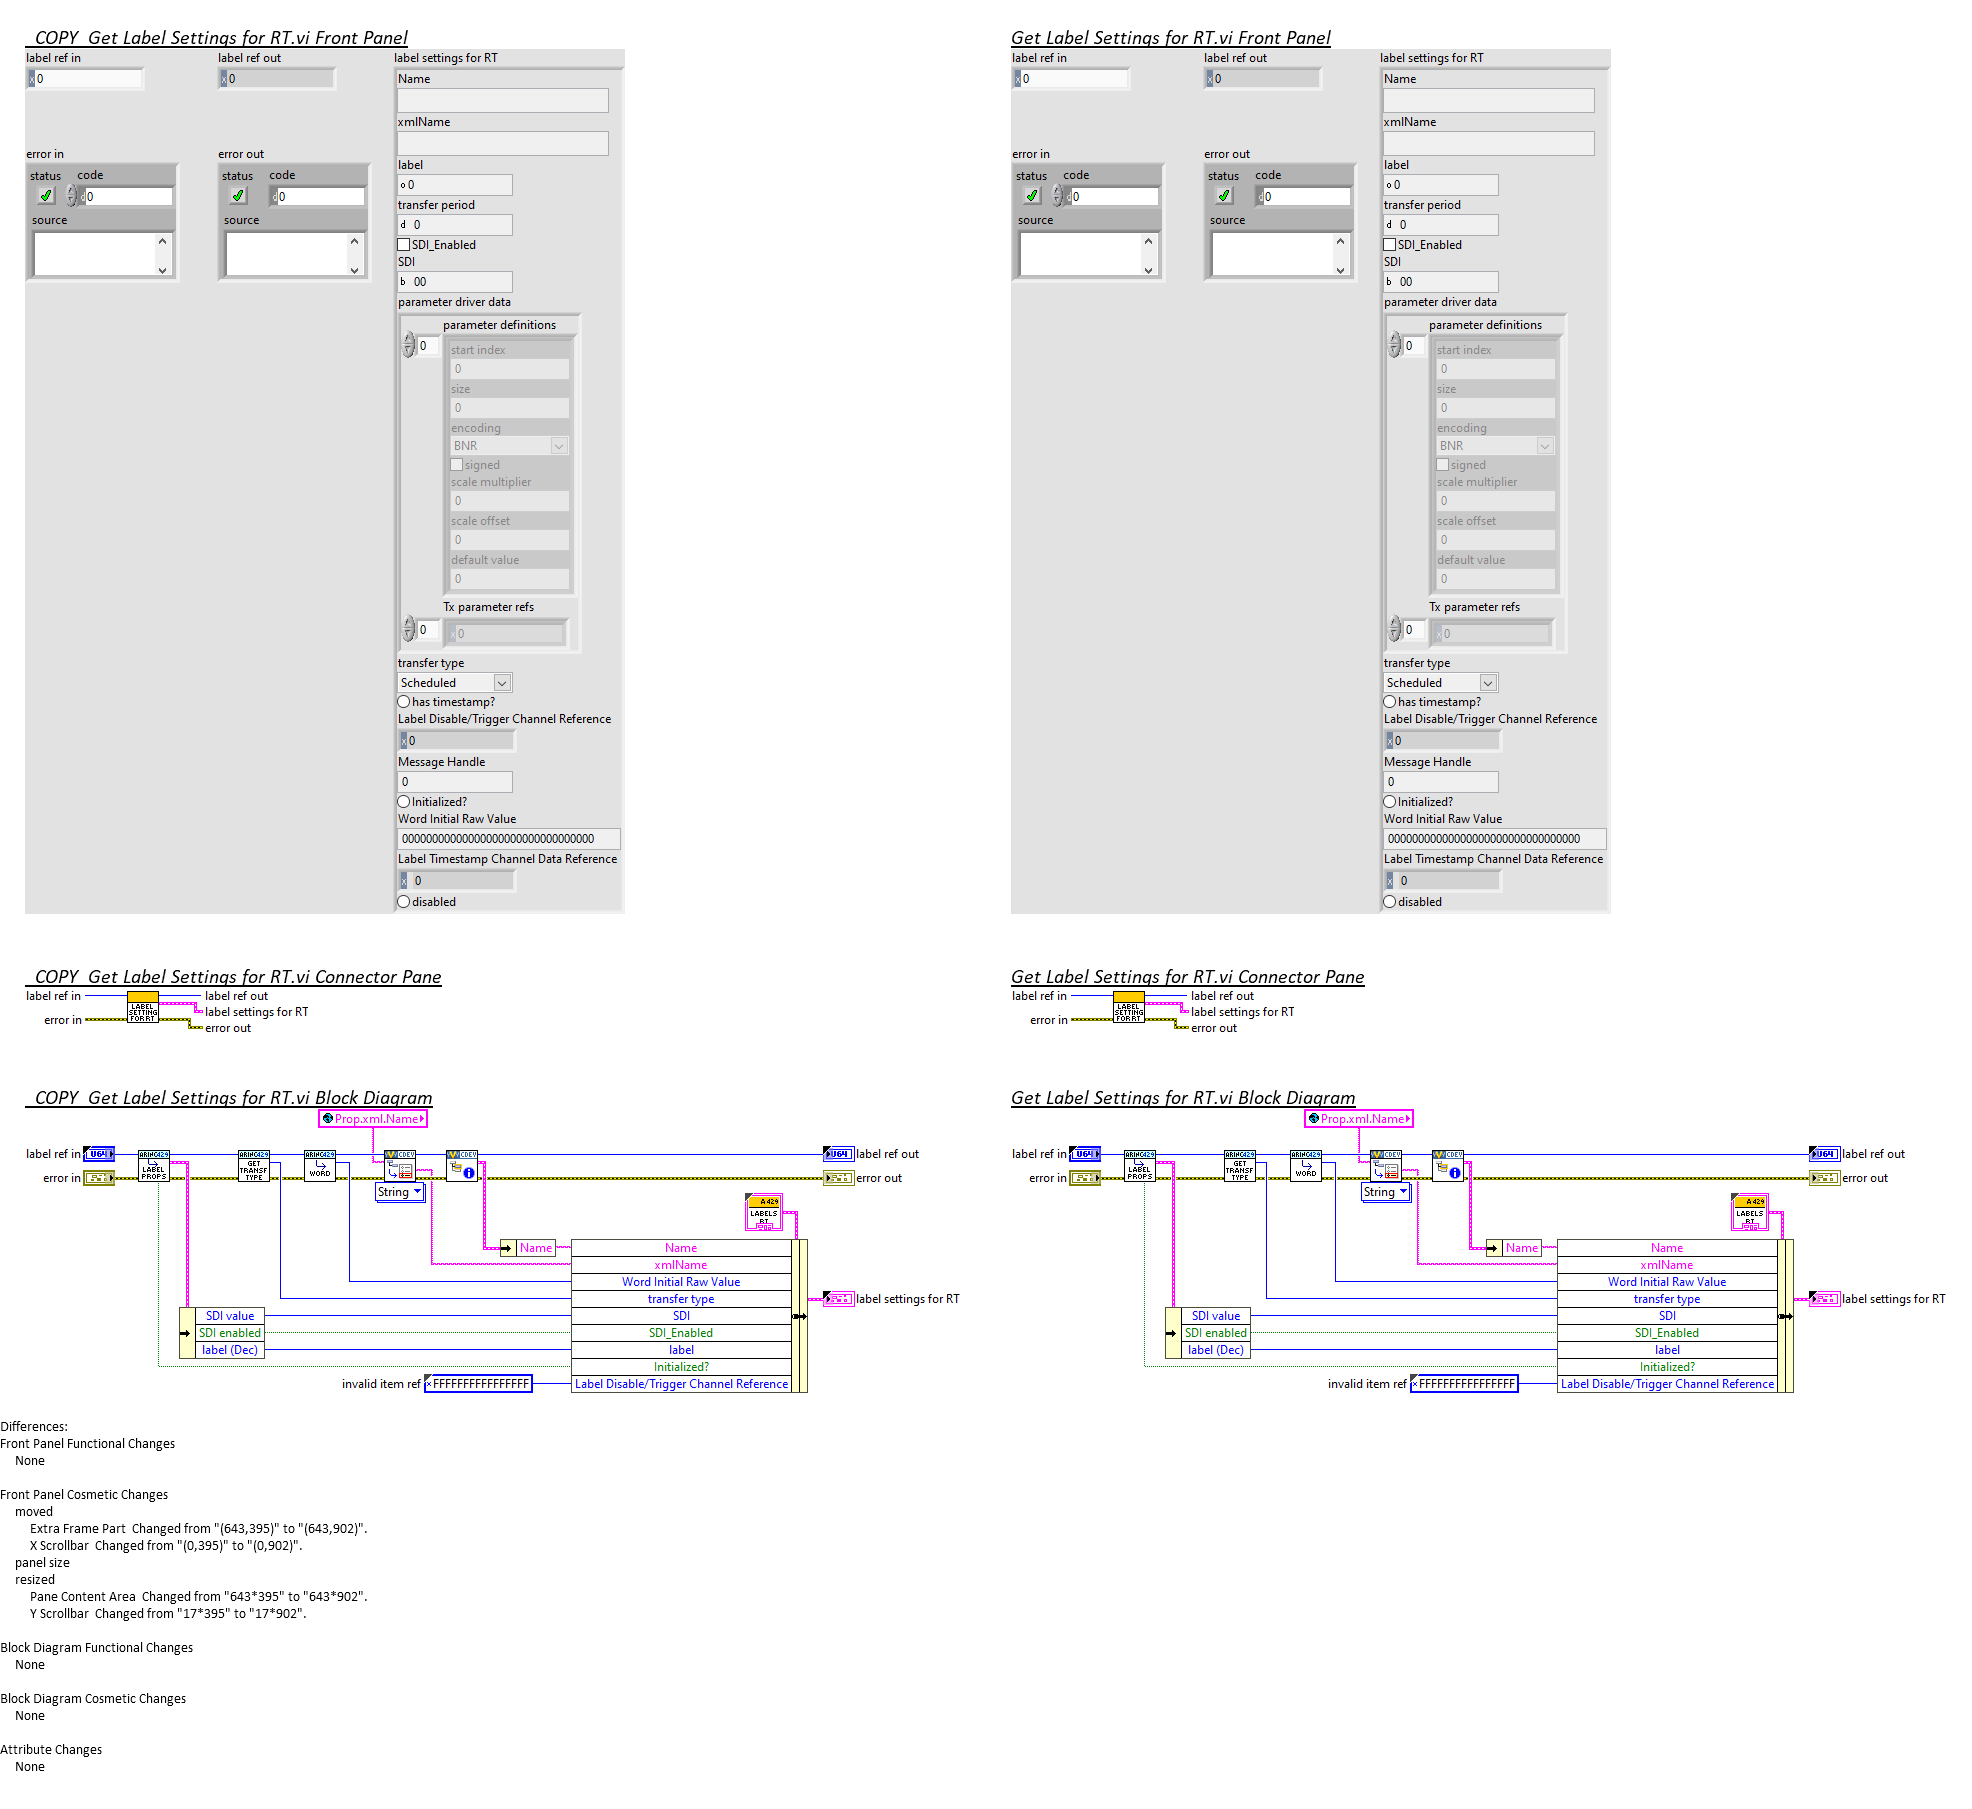 _COPY_Get Label Settings for RT.vi Front Panel
label ref in
x 0
label ref out
x 0
error in
status
code
d 0
source
error out
status
code
d 0
source
label settings for RT
Name
xmlName
label
o 0
transfer period
d 0
SDI_Enabled
SDI
b 00
parameter driver data
parameter definitions
0
start index
0
size
0
encoding
BNR
signed
scale multiplier
0
scale offset
0
default value
0
Tx parameter refs
0
x 0
transfer type
Scheduled
has timestamp?
Label Disable/Trigger Channel Reference
x 0
Message Handle
0
Initialized?
Word Initial Raw Value
00000000000000000000000000000000
Label Timestamp Channel Data Reference
x 0
disabled
Get Label Settings for RT.vi Front Panel
label ref in
x 0
label ref out
x 0
error in
status
code
d 0
source
error out
status
code
d 0
source
label settings for RT
Name
xmlName
label
o 0
transfer period
d 0
SDI_Enabled
SDI
b 00
parameter driver data
parameter definitions
0
start index
0
size
0
encoding
BNR
signed
scale multiplier
0
scale offset
0
default value
0
Tx parameter refs
0
x 0
transfer type
Scheduled
has timestamp?
Label Disable/Trigger Channel Reference
x 0
Message Handle
0
Initialized?
Word Initial Raw Value
00000000000000000000000000000000
Label Timestamp Channel Data Reference
x 0
disabled
_COPY_Get Label Settings for RT.vi Connector Pane
label ref in
error in
LABEL
SETTING
FOR RT
label ref out
label settings for RT
error out
Get Label Settings for RT.vi Connector Pane
label ref in
error in
LABEL
SETTING
FOR RT
label ref out
label settings for RT
error out
_COPY_Get Label Settings for RT.vi Block Diagram
Prop.xml.Name
label ref in
U64
error in
ARINC429
LABEL
PROPS
ARINC429
GET
TRANSF
TYPE
ARINC429
WORD
CDEV
String
CDEV
U64
label ref out
error out
A429
LABELS
RT
Name
Name
xmlName
Word Initial Raw Value
transfer type
SDI value
SDI
SDI enabled
SDI_Enabled
label (Dec)
label
Initialized?
invalid item ref
×FFFFFFFFFFFFFFFF
Label Disable/Trigger Channel Reference
label settings for RT
Get Label Settings for RT.vi Block Diagram
Prop.xml.Name
label ref in
U64
error in
ARINC429
LABEL
PROPS
ARINC429
GET
TRANSF
TYPE
ARINC429
WORD
CDEV
String
CDEV
U64
label ref out
error out
A429
LABELS
RT
Name
Name
xmlName
Word Initial Raw Value
transfer type
SDI value
SDI
SDI enabled
SDI_Enabled
label (Dec)
label
Initialized?
invalid item ref
×FFFFFFFFFFFFFFFF
Label Disable/Trigger Channel Reference
label settings for RT
Differences:
Front Panel Functional Changes
None
Front Panel Cosmetic Changes
moved
Extra Frame Part  Changed from "(643,395)" to "(643,902)".
X Scrollbar  Changed from "(0,395)" to "(0,902)".
panel size
resized
Pane Content Area  Changed from "643*395" to "643*902".
Y Scrollbar  Changed from "17*395" to "17*902".
Block Diagram Functional Changes
None
Block Diagram Cosmetic Changes
None
Attribute Changes
None